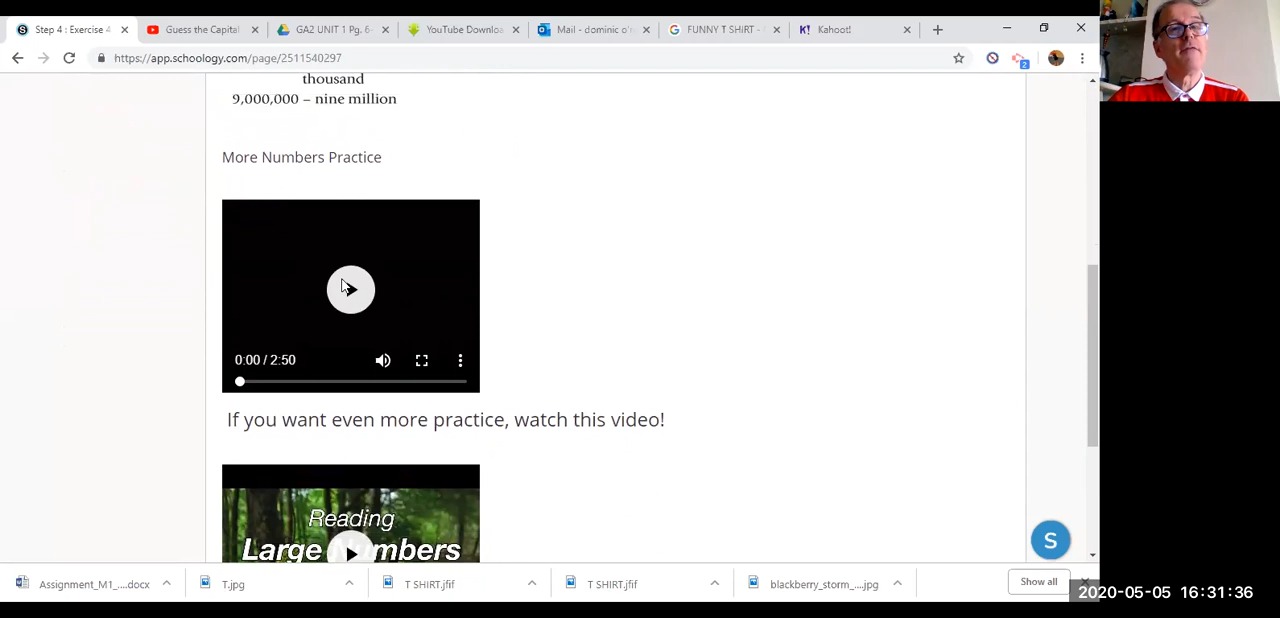 Step 4 : Exercise 4
Guess the Capital
GA2 UNIT 1 Pg. 6-
YouTube Downloa
Mail - dominic o'
FUNNY T SHIRT -
Kahoot!
https://app.schoology.com/page/2511540297
2
thousand
9,000,000 – nine million
More Numbers Practice
0:00 / 2:50
If you want even more practice, watch this video!
Reading
Large Numbers
S
Assignment_M1_....docx
T.jpg
T SHIRT.jfif
T SHIRT.jfif
blackberry_storm_....jpg
Show all
2020-05-05 16:31:36